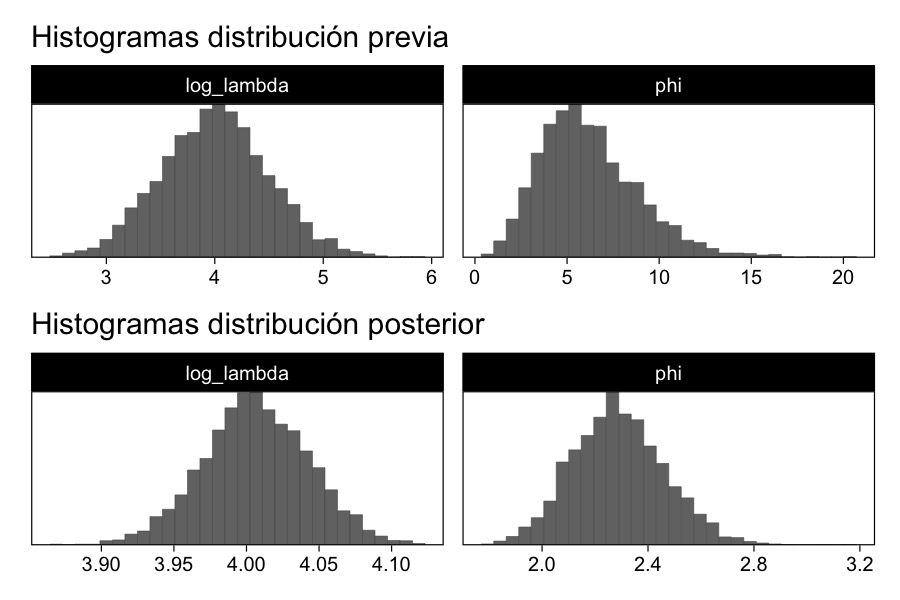 Histogramas distribución previa
log_lambda phi
3 4 5 6 0 5 10 15 20
Histogramas distribución posterior
log_lambda phi
3.90 3.95 4.00 4.05 4.10 2.0 2.4 2.8 3.2